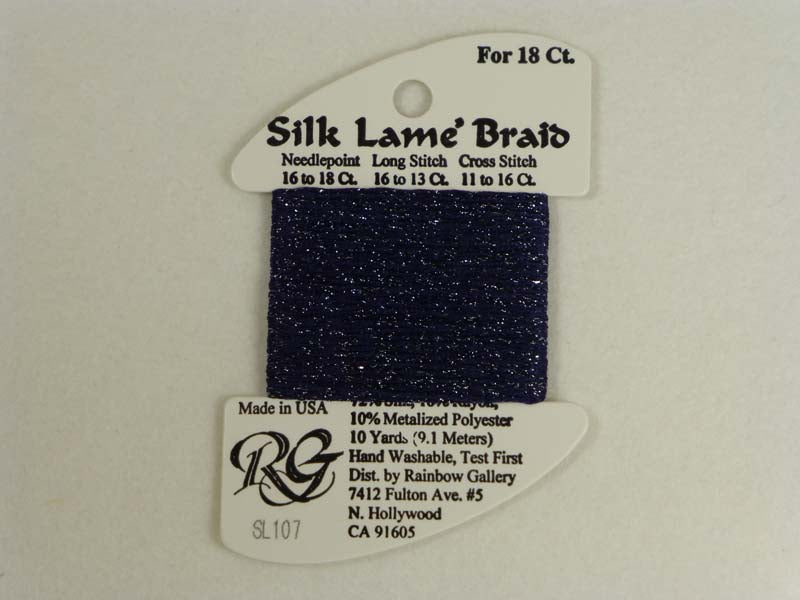 For 18 Ct.
Silk Lame' Braid
Needlepoint Long Stitch Cross Stitch
16 to 18 Ct. 16 to 13 Ct. 11 to 16 Ct.
Made in USA
RG
SL107
10% Metalized Polyester
10 Yards (9.1 Meters)
Hand Washable, Test First
Dist. by Rainbow Gallery
7412 Fulton Ave. #5
N. Hollywood
CA 91605